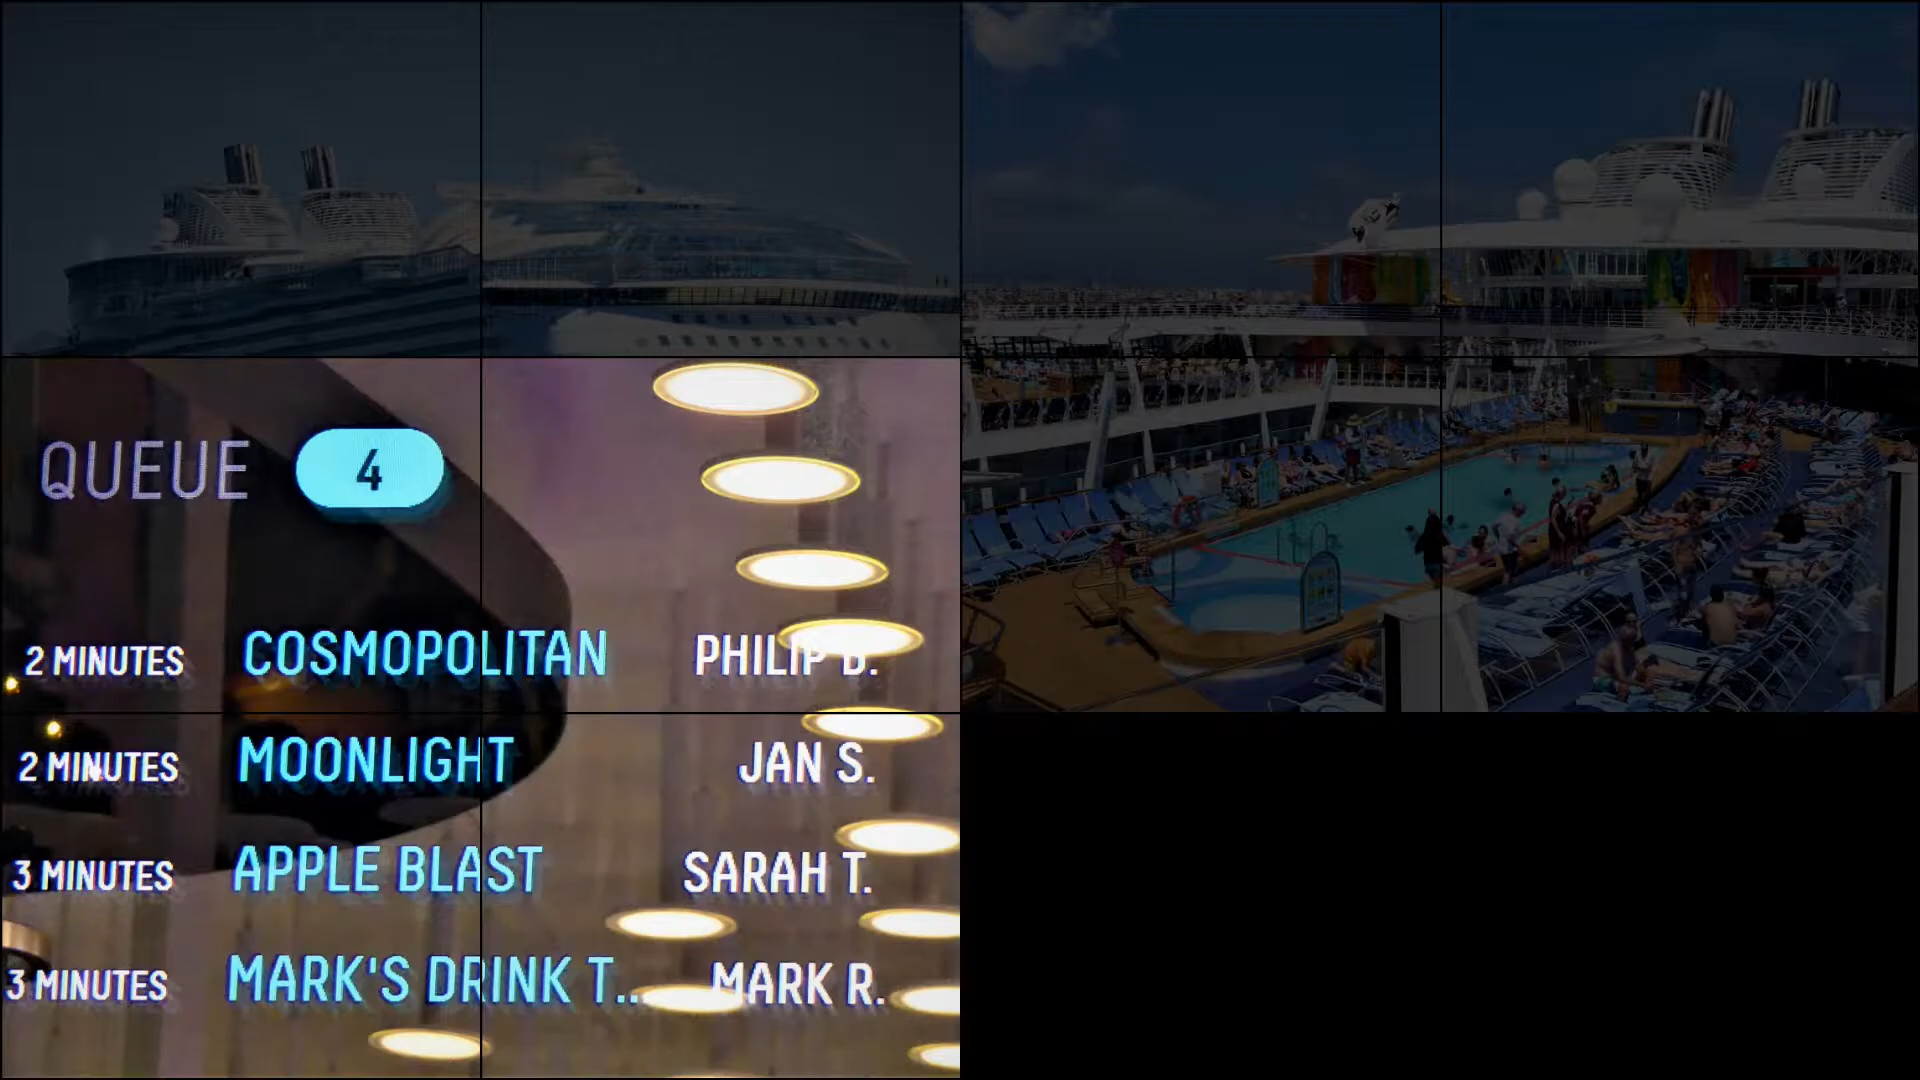 QUEUE 4
2 MINUTES COSMOPOLITAN PHILIP B.
2 MINUTES MOONLIGHT JAN S.
3 MINUTES APPLE BLAST SARAH T.
3 MINUTES MARK'S DRINK T... MARK R.